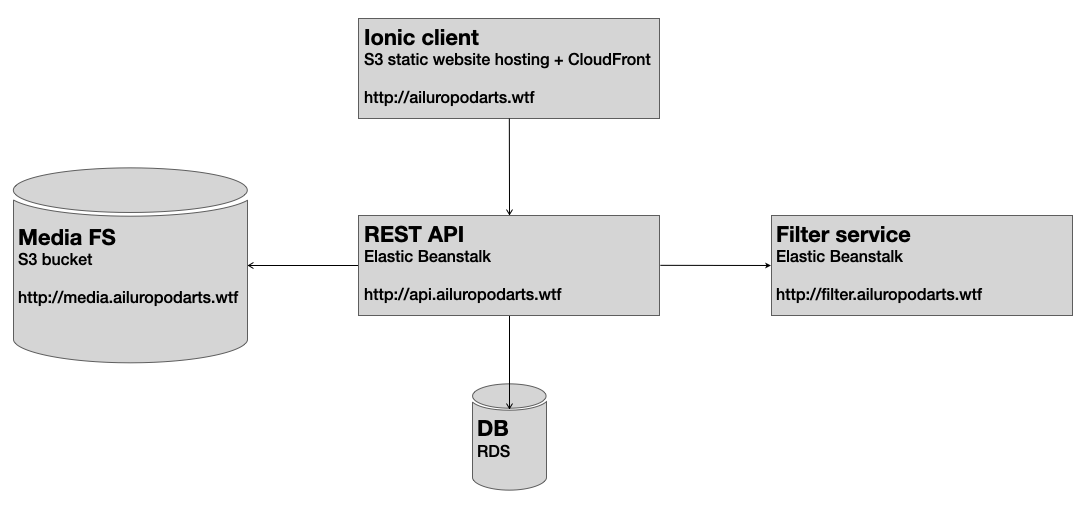 Ionic client
S3 static website hosting + CloudFront
http://ailuropodarts.wtf
Media FS
S3 bucket
http://media.ailuropodarts.wtf
REST API
Elastic Beanstalk
http://api.ailuropodarts.wtf
Filter service
Elastic Beanstalk
http://filter.ailuropodarts.wtf
DB
RDS